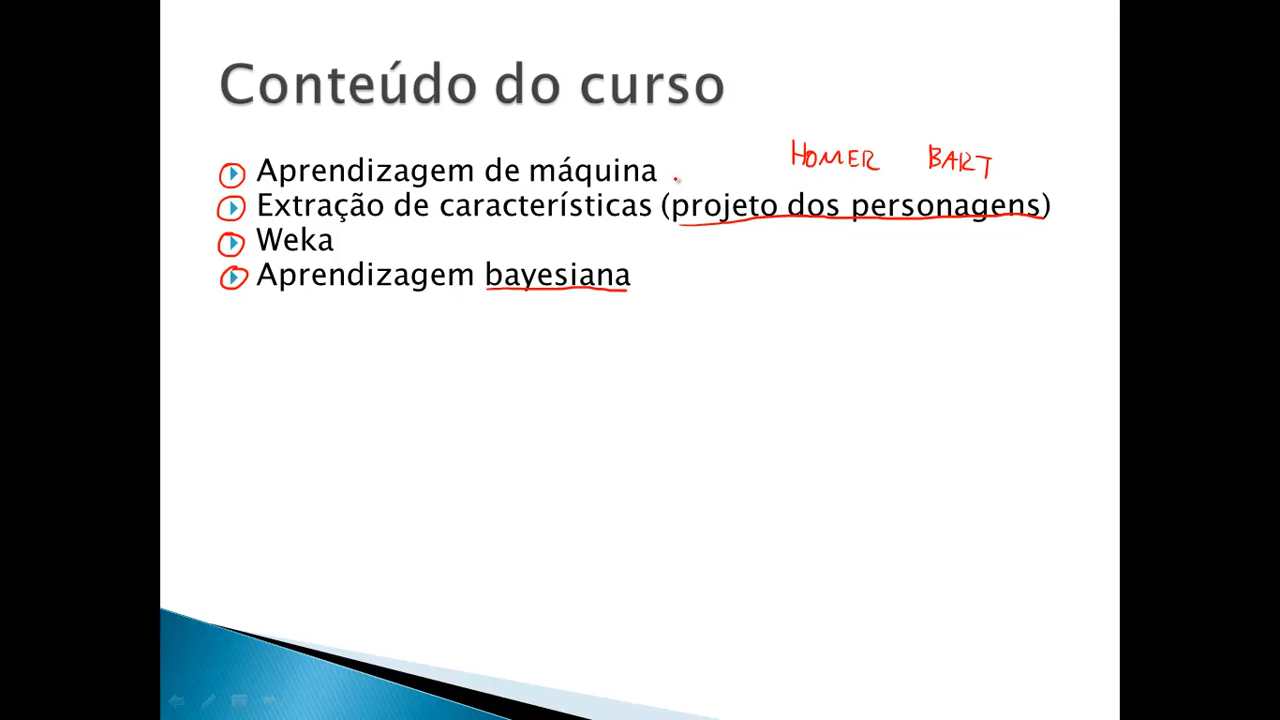 Conteúdo do curso
HOMER BART
Aprendizagem de máquina
Extração de características (projeto dos personagens)
Weka
Aprendizagem bayesiana